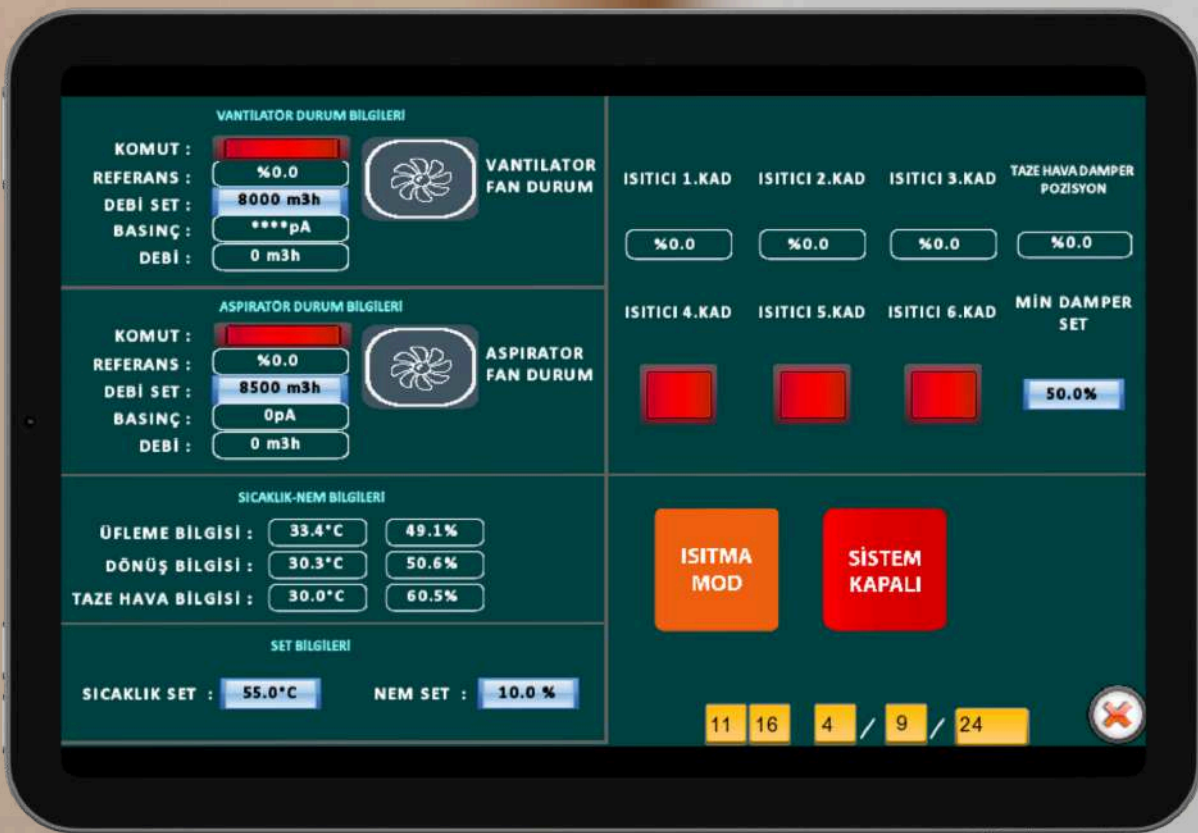 VANTİLATÖR DURUM BİLGİLERİ
KOMUT :
REFERANS : %0.0
DEBİ SET : 8000 m3h
BASINÇ : ****pA
DEBİ : 0 m3h
VANTILATOR
FAN DURUM
ASPİRATÖR DURUM BİLGİLERİ
KOMUT :
REFERANS : %0.0
DEBİ SET : 8500 m3h
BASINÇ : 0pA
DEBİ : 0 m3h
ASPIRATOR
FAN DURUM
SICAKLIK-NEM BİLGİLERİ
ÜFLEME BİLGİSİ : 33.4°C 49.1%
DÖNÜŞ BİLGİSİ : 30.3°C 50.6%
TAZE HAVA BİLGİSİ : 30.0°C 60.5%
SET BİLGİLERİ
SICAKLIK SET : 55.0°C NEM SET : 10.0 %
ISITICI 1.KAD ISITICI 2.KAD ISITICI 3.KAD TAZE HAVA DAMPER
POZİSYON
%0.0 %0.0 %0.0 %0.0
ISITICI 4.KAD ISITICI 5.KAD ISITICI 6.KAD MİN DAMPER
SET
50.0%
ISITMA
MOD
SİSTEM
KAPALI
11 16 4 / 9 / 24